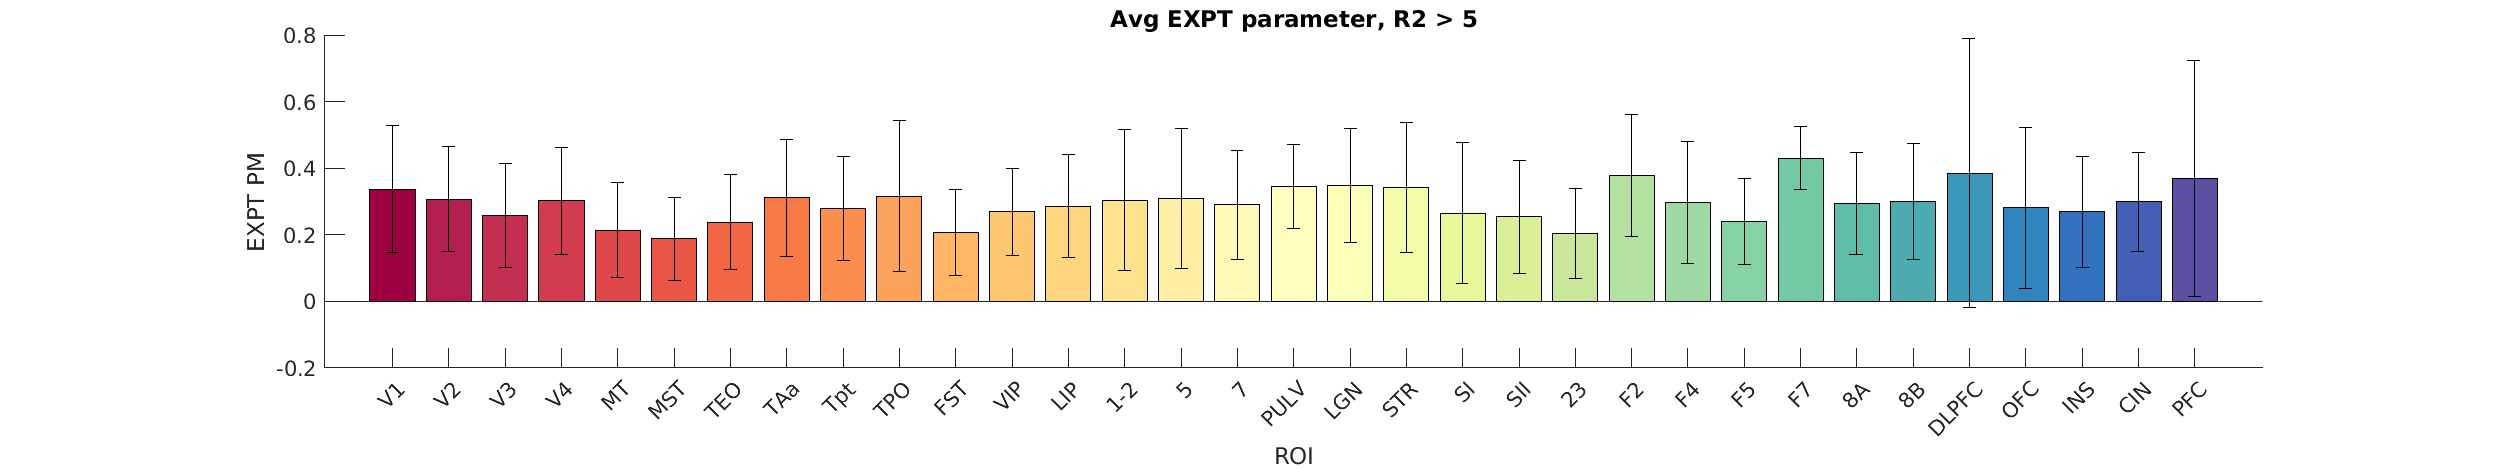 Avg EXPT parameter, R2 > 5
0.8
0.6
0.4
0.2
0
-0.2
EXPT PM
V1 V2 V3 V4 MT MST TEO TAa Tpt TPO FST VIP LIP 1-2 5 7 PULV LGN STR SI SII 23 F2 F4 F5 F7 8A 8B DLPFC OFC INS CIN PFC
ROI